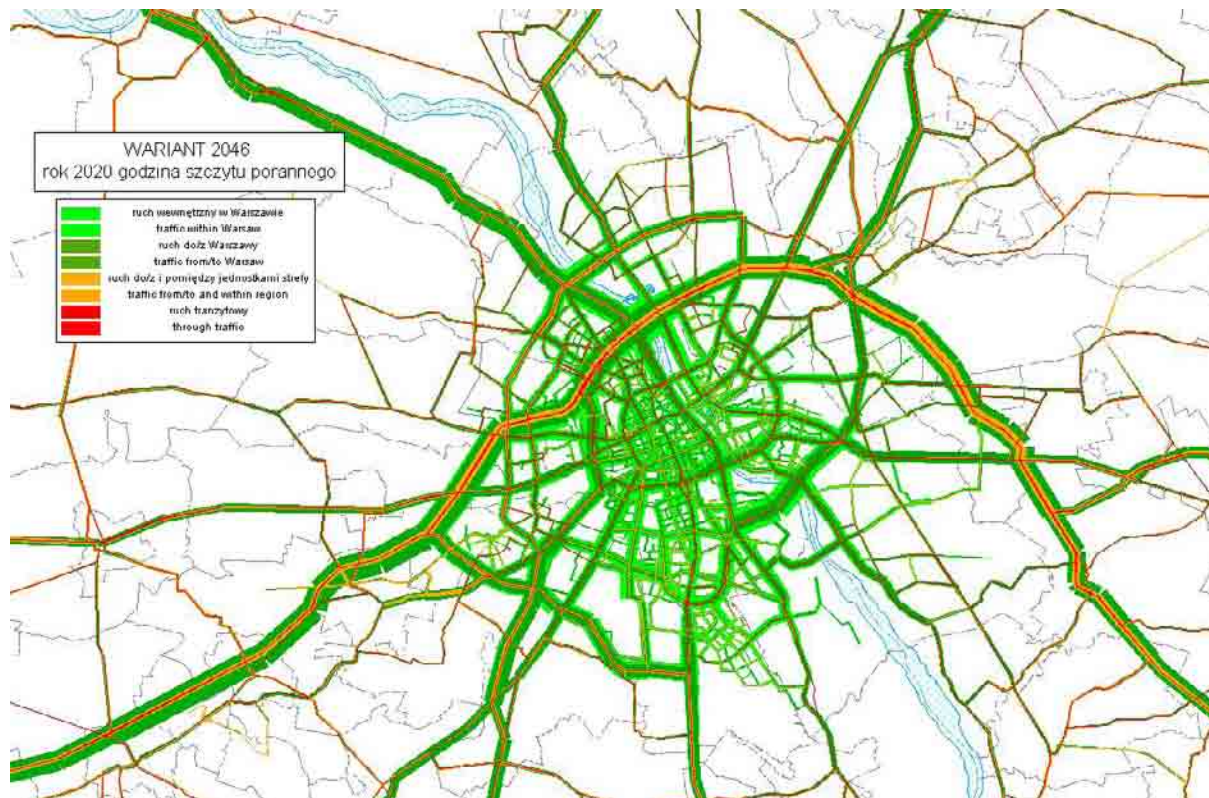 WARIANT 2046
rok 2020 godzina szczytu porannego
ruch wewnętrzny w Warszawie
traffic within Warsaw
ruch do/z Warszawy
traffic from/to Warsaw
ruch do/z i pomiędzy jednostkami strefy
traffic from/to and within region
ruch tranzytowy
through traffic